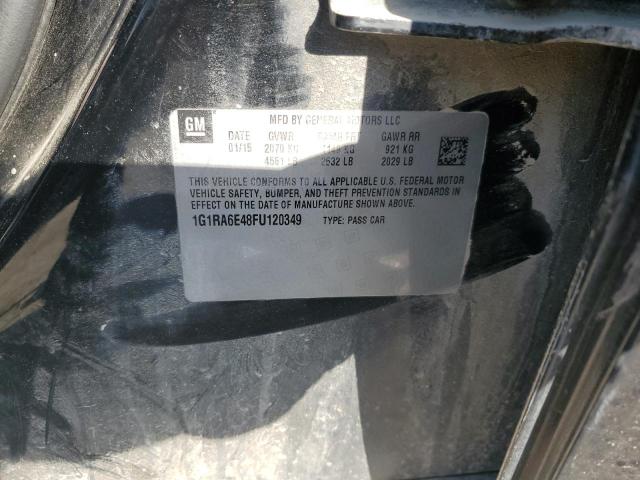 GM
MFD BY GENERAL MOTORS LLC
DATE GVWR GAWR FRT GAWR RR
01/15 2070 KG 1149 KG 921 KG
4561 LB 2532 LB 2029 LB
THIS VEHICLE CONFORMS TO ALL APPLICABLE U.S. FEDERAL MOTOR
VEHICLE SAFETY, BUMPER, AND THEFT PREVENTION STANDARDS
IN EFFECT ON THE DATE OF MANUFACTURE SHOWN ABOVE.
1G1RA6E48FU120349 TYPE: PASS CAR